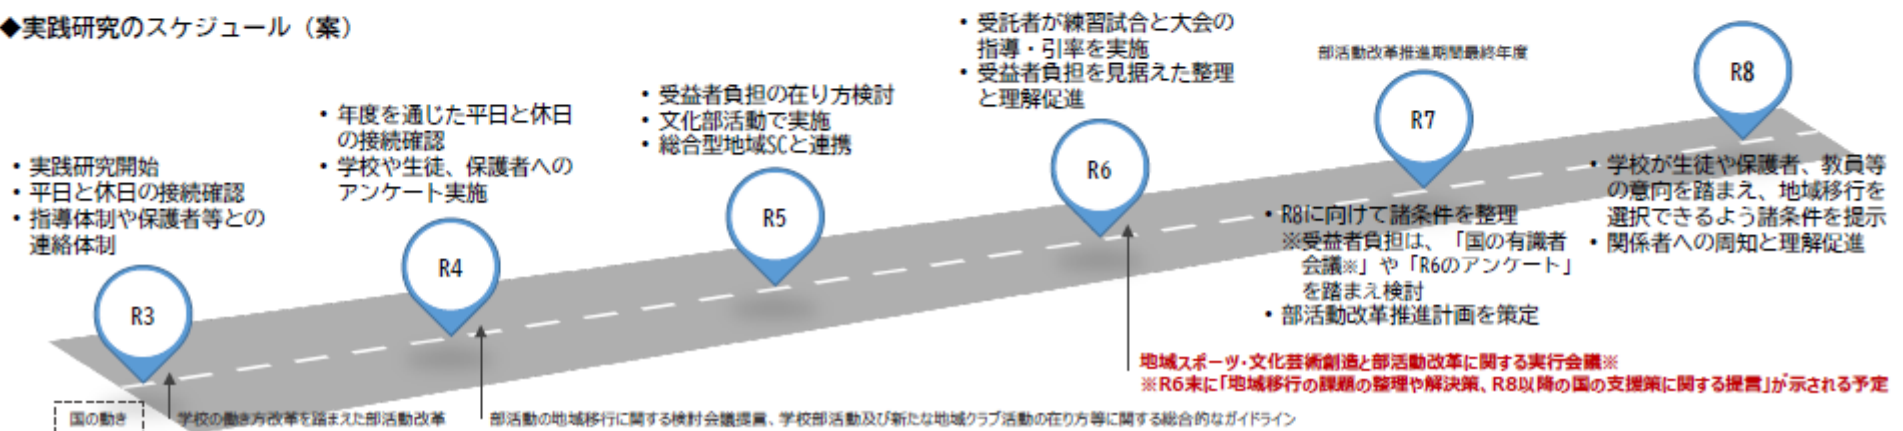 ◆実践研究のスケジュール（案）
・実践研究開始
・平日と休日の接続確認
・指導体制や保護者等との
連絡体制
R3
・年度を通じた平日と休日
の接続確認
・学校や生徒、保護者への
アンケート実施
R4
・受益者負担の在り方検討
・文化部活動で実施
・総合型地域SCと連携
R5
・受託者が練習試合と大会の
指導・引率を実施
・受益者負担を見据えた整理
と理解促進
R6
部活動改革推進期間最終年度
R7
・R8に向けて諸条件を整理
※受益者負担は、「国の有識者
会議※」や「R6のアンケート」
を踏まえ検討
・部活動改革推進計画を策定
R8
・学校が生徒や保護者、教員等
の意向を踏まえ、地域移行を
選択できるよう諸条件を提示
・関係者への周知と理解促進
地域スポーツ・文化芸術創造と部活動改革に関する実行会議※
※R6末に「地域移行の課題の整理や解決策、R8以降の国の支援策に関する提言」が示される予定
国の動き
学校の働き方改革を踏まえた部活動改革
部活動の地域移行に関する検討会議提言、学校部活動及び新たな地域クラブ活動の在り方等に関する総合的なガイドライン